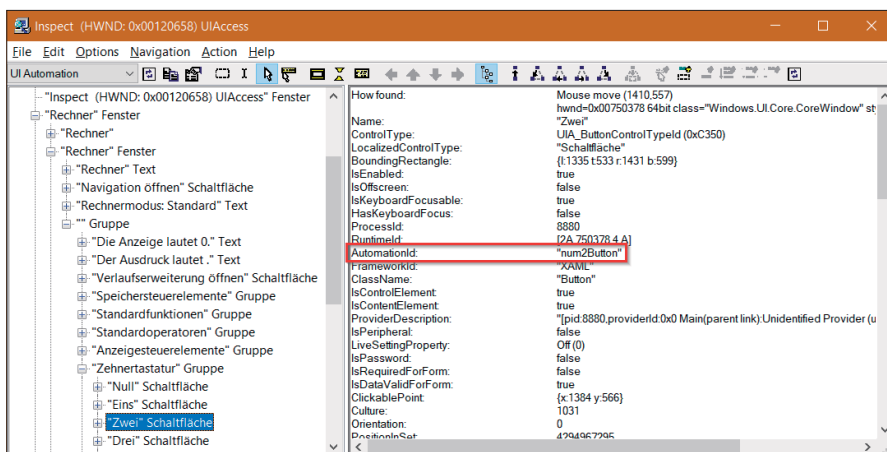 Inspect (HWND: 0x00120658) UIAccess
File Edit Options Navigation Action Help
UI Automation
"Inspect (HWND: 0x00120658) UIAccess" Fenster
"Rechner" Fenster
"Rechner"
"Rechner" Fenster
"Rechner" Text
"Navigation öffnen" Schaltfläche
"Rechnermodus: Standard" Text
"" Gruppe
"Die Anzeige lautet 0." Text
"Der Ausdruck lautet ." Text
"Verlaufserweiterung öffnen" Schaltfläche
"Speichersteuerelemente" Gruppe
"Standardfunktionen" Gruppe
"Standardoperatoren" Gruppe
"Anzeigesteuerelemente" Gruppe
"Zehnertastatur" Gruppe
"Null" Schaltfläche
"Eins" Schaltfläche
"Zwei" Schaltfläche
"Drei" Schaltfläche
How found: Mouse move (1410,557)
hwnd=0x00750378 64bit class="Windows.UI.Core.CoreWindow"
Name: "Zwei"
ControlType: UIA_ButtonControlTypeId (0xC350)
LocalizedControlType: "Schaltfläche"
BoundingRectangle: {l:1335 t:533 r:1431 b:599}
IsEnabled: true
IsOffscreen: false
IsKeyboardFocusable: true
HasKeyboardFocus: false
ProcessId: 8880
RuntimeId: [2A.750378.4.A]
AutomationId: "num2Button"
FrameworkId: "XAML"
ClassName: "Button"
IsControlElement: true
IsContentElement: true
ProviderDescription: "[pid:8880,providerId:0x0 Main(parent link):Unidentified Provider (u
IsPeripheral: false
LiveSettingProperty: Off (0)
IsPassword: false
IsRequiredForForm: false
IsDataValidForForm: true
ClickablePoint: {x:1384 y:566}
Culture: 1031
Orientation: 0
PositionInSet: 4294967295